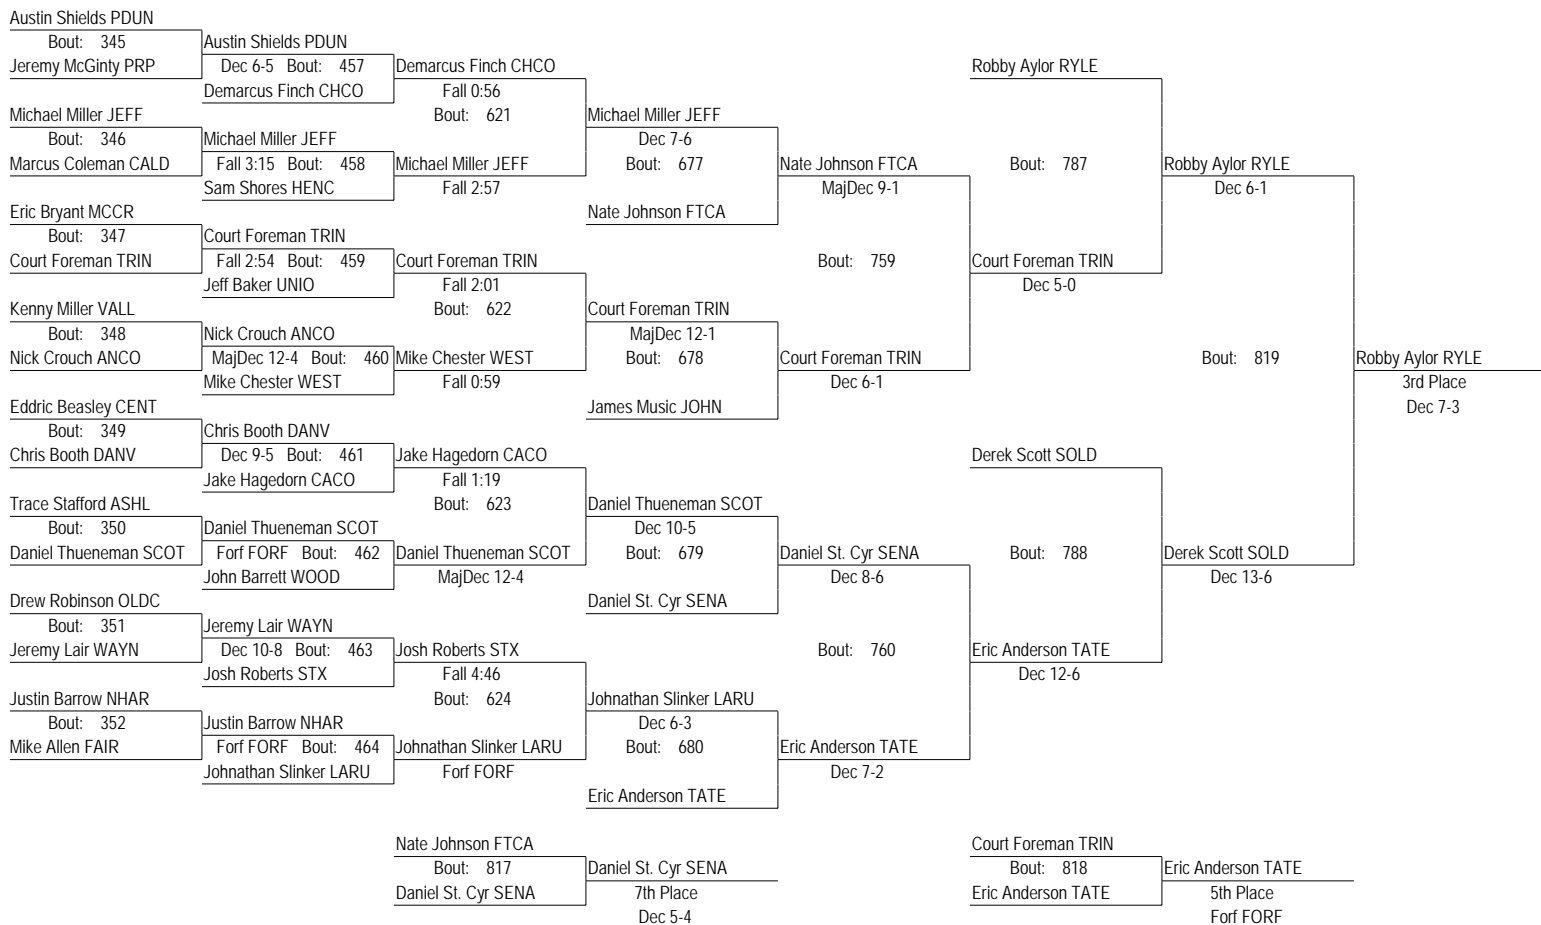 Austin Shields PDUN
Bout: 345
Jeremy McGinty PRP
Michael Miller JEFF
Bout: 346
Marcus Coleman CALD
Eric Bryant MCCR
Bout: 347
Court Foreman TRIN
Kenny Miller VALL
Bout: 348
Nick Crouch ANCO
Eddric Beasley CENT
Bout: 349
Chris Booth DANV
Trace Stafford ASHL
Bout: 350
Daniel Thueneman SCOT
Drew Robinson OLDC
Bout: 351
Jeremy Lair WAYN
Justin Barrow NHAR
Bout: 352
Mike Allen FAIR
Austin Shields PDUN
Dec 6-5 Bout: 457
Demarcus Finch CHCO
Michael Miller JEFF
Fall 3:15 Bout: 458
Sam Shores HENC
Court Foreman TRIN
Fall 2:54 Bout: 459
Jeff Baker UNIO
Nick Crouch ANCO
MajDec 12-4 Bout: 460
Mike Chester WEST
Chris Booth DANV
Dec 9-5 Bout: 461
Jake Hagedorn CACO
Daniel Thueneman SCOT
Forf FORF Bout: 462
John Barrett WOOD
Jeremy Lair WAYN
Dec 10-8 Bout: 463
Josh Roberts STX
Justin Barrow NHAR
Forf FORF Bout: 464
Johnathan Slinker LARU
Demarcus Finch CHCO
Fall 0:56
Bout: 621
Michael Miller JEFF
Fall 2:57
Court Foreman TRIN
Fall 2:01
Bout: 622
Mike Chester WEST
Fall 0:59
Jake Hagedorn CACO
Fall 1:19
Bout: 623
Daniel Thueneman SCOT
MajDec 12-4
Josh Roberts STX
Fall 4:46
Bout: 624
Johnathan Slinker LARU
Forf FORF
Michael Miller JEFF
Dec 7-6
Bout: 677
Nate Johnson FTCA
Court Foreman TRIN
MajDec 12-1
Bout: 678
James Music JOHN
Daniel Thueneman SCOT
Dec 10-5
Bout: 679
Daniel St. Cyr SENA
Johnathan Slinker LARU
Dec 6-3
Bout: 680
Eric Anderson TATE
Nate Johnson FTCA
MajDec 9-1
Bout: 759
Court Foreman TRIN
Dec 6-1
Daniel St. Cyr SENA
Dec 8-6
Bout: 760
Eric Anderson TATE
Dec 7-2
Robby Aylor RYLE
Bout: 787
Court Foreman TRIN
Dec 5-0
Derek Scott SOLD
Bout: 788
Eric Anderson TATE
Dec 12-6
Robby Aylor RYLE
Dec 6-1
Bout: 819
Derek Scott SOLD
Dec 13-6
Robby Aylor RYLE
3rd Place
Dec 7-3
Nate Johnson FTCA
Bout: 817
Daniel St. Cyr SENA
Daniel St. Cyr SENA
7th Place
Dec 5-4
Court Foreman TRIN
Bout: 818
Eric Anderson TATE
Eric Anderson TATE
5th Place
Forf FORF